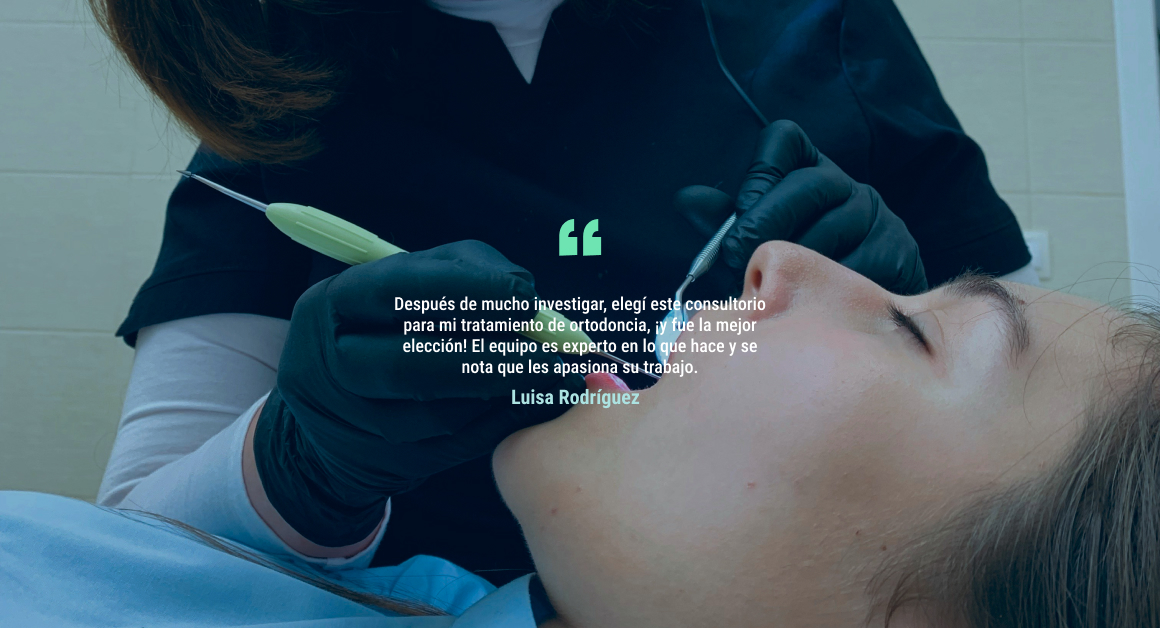 Después de mucho investigar, elegí este consultorio
para mi tratamiento de ortodoncia, ¡y fue la mejor
elección! El equipo es experto en lo que hace y se
nota que les apasiona su trabajo.
Luisa Rodríguez